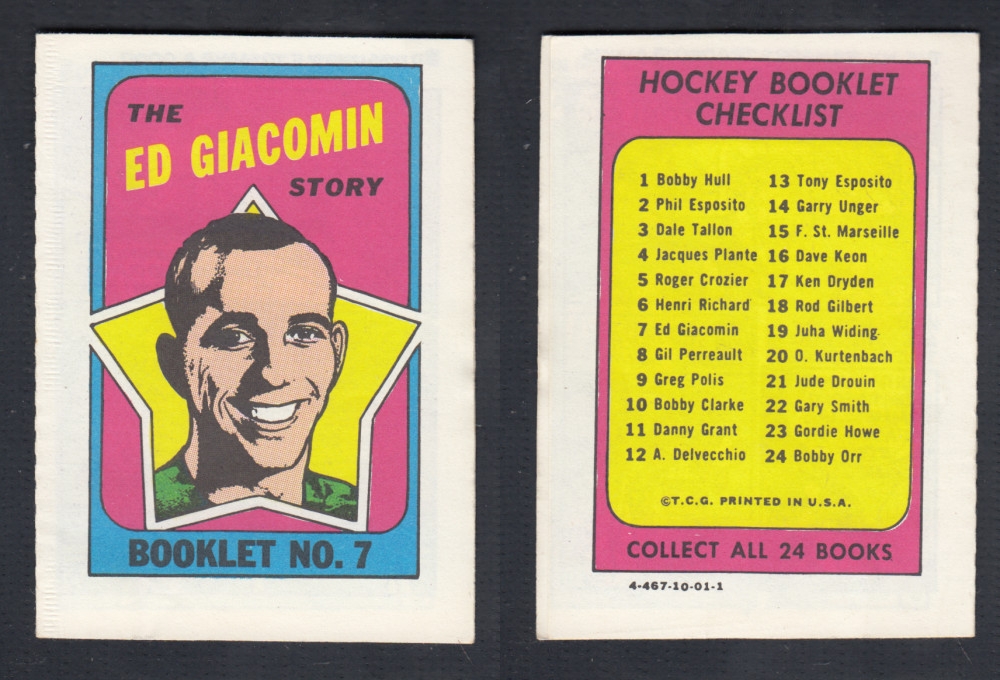 THE
ED GIACOMIN
STORY
BOOKLET NO. 7
HOCKEY BOOKLET
CHECKLIST
1 Bobby Hull
2 Phil Esposito
3 Dale Tallon
4 Jacques Plante
5 Roger Crozier
6 Henri Richard
7 Ed Giacomin
8 Gil Perreault
9 Greg Polis
10 Bobby Clarke
11 Danny Grant
12 A. Delvecchio
13 Tony Esposito
14 Garry Unger
15 F. St. Marseille
16 Dave Keon
17 Ken Dryden
18 Rod Gilbert
19 Juha Widing
20 O. Kurtenbach
21 Jude Drouin
22 Gary Smith
23 Gordie Howe
24 Bobby Orr
©T.C.G. PRINTED IN U.S.A.
COLLECT ALL 24 BOOKS
4-467-10-01-1